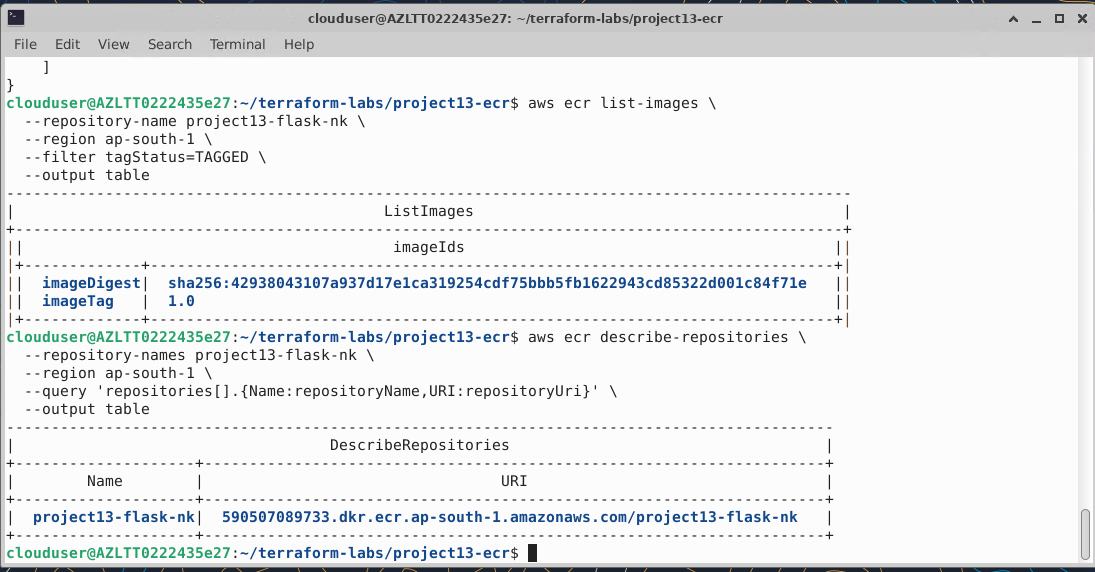 clouduser@AZLTT0222435e27: ~/terraform-labs/project13-ecr
File Edit View Search Terminal Help
    ]
}
clouduser@AZLTT0222435e27:~/terraform-labs/project13-ecr$ aws ecr list-images \
  --repository-name project13-flask-nk \
  --region ap-south-1 \
  --filter tagStatus=TAGGED \
  --output table
---------------------------------------------------------------------------------------------
|                                         ListImages                                         |
+--------------------------------------------------------------------------------------------+
||                                         imageIds                                         ||
|+-------------+----------------------------------------------------------------------------+|
||  imageDigest|  sha256:42938043107a937d17e1ca319254cdf75bbb5fb1622943cd85322d001c84f71e   ||
||  imageTag   |  1.0                                                                       ||
|+-------------+----------------------------------------------------------------------------+|
clouduser@AZLTT0222435e27:~/terraform-labs/project13-ecr$ aws ecr describe-repositories \
  --repository-names project13-flask-nk \
  --region ap-south-1 \
  --query 'repositories[].{Name:repositoryName,URI:repositoryUri}' \
  --output table
--------------------------------------------------------------------------------------------
|                                   DescribeRepositories                                   |
+--------------------+---------------------------------------------------------------------+
|        Name        |                                 URI                                 |
+--------------------+---------------------------------------------------------------------+
|  project13-flask-nk|  590507089733.dkr.ecr.ap-south-1.amazonaws.com/project13-flask-nk   |
+--------------------+---------------------------------------------------------------------+
clouduser@AZLTT0222435e27:~/terraform-labs/project13-ecr$